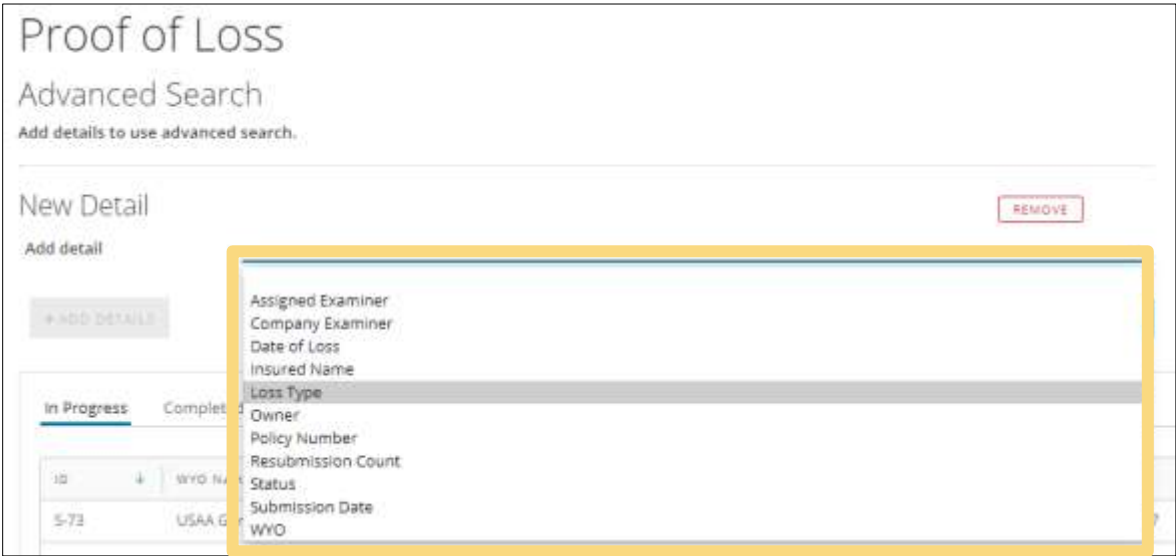 Proof of Loss
Advanced Search
Add details to use advanced search.
New Detail
REMOVE
Add detail
+ ADD DETAILS
Assigned Examiner
Company Examiner
Date of Loss
Insured Name
Loss Type
Owner
Policy Number
Resubmission Count
Status
Submission Date
WYO
In Progress
ID
WYO
S-73
USAA